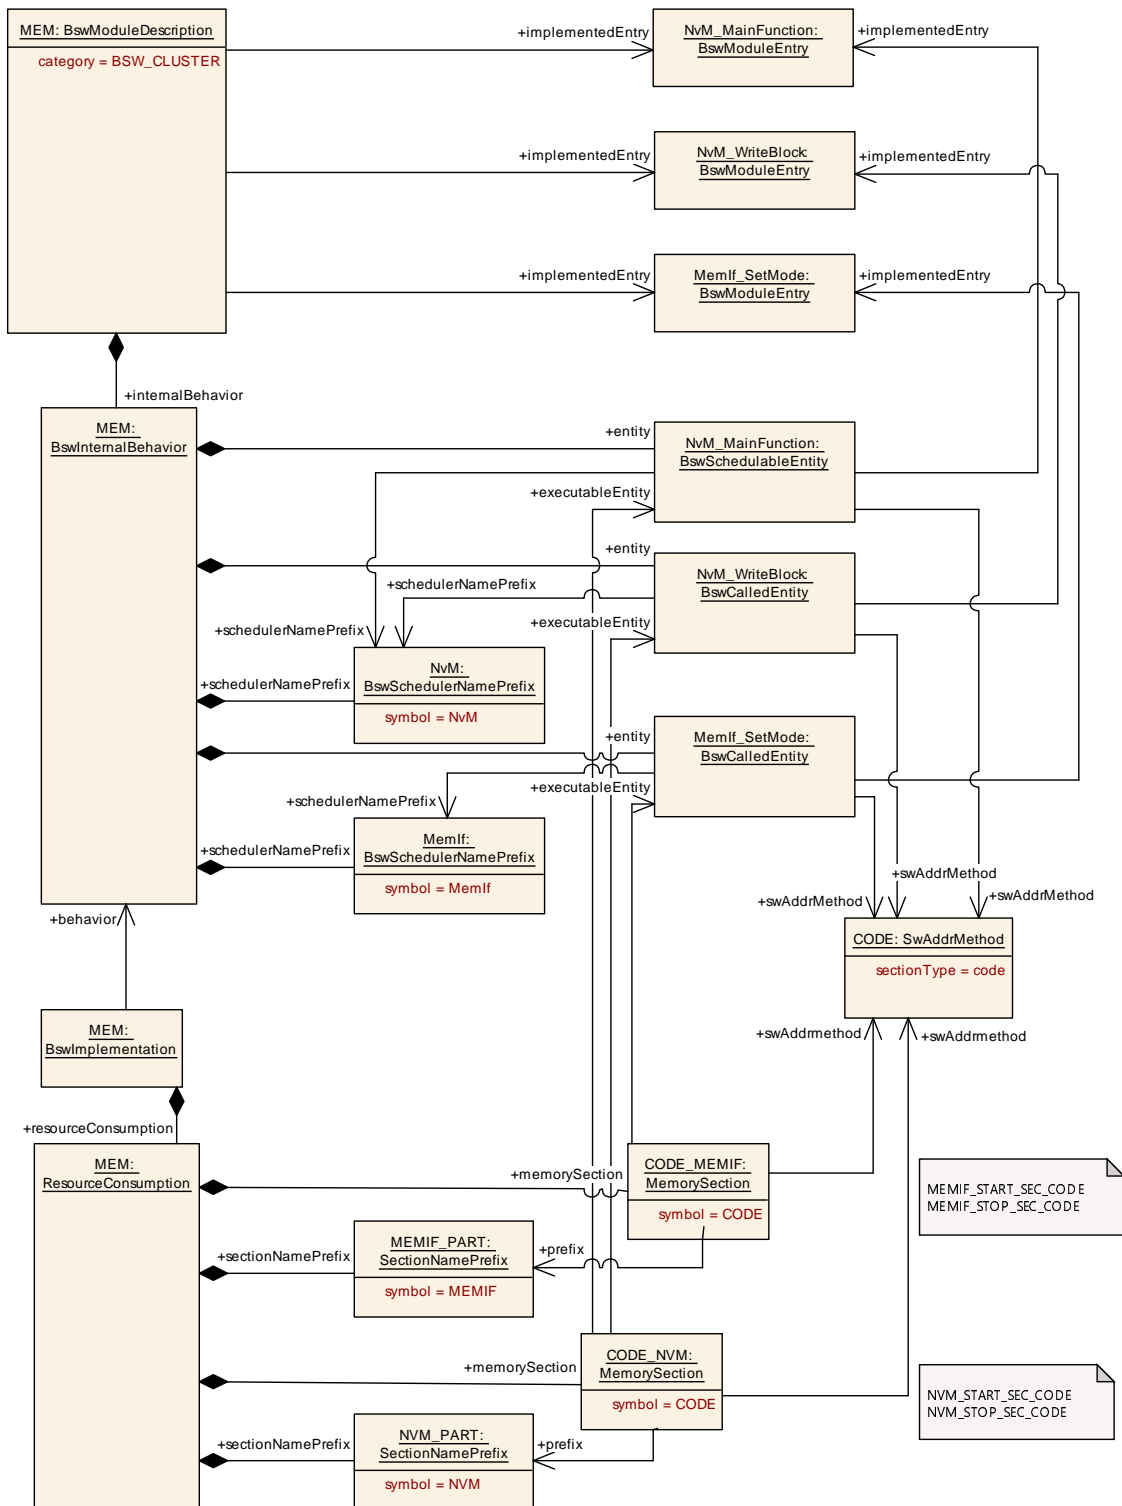 MEM: BswModuleDescription
category = BSW_CLUSTER
+implementedEntry
NvM_MainFunction:
BswModuleEntry
+implementedEntry
+implementedEntry
NvM_WriteBlock:
BswModuleEntry
+implementedEntry
+implementedEntry
MemIf_SetMode:
BswModuleEntry
+implementedEntry
+internalBehavior
MEM:
BswInternalBehavior
+entity
NvM_MainFunction:
BswSchedulableEntity
+executableEntity
+entity
NvM_WriteBlock:
BswCalledEntity
+schedulerNamePrefix
+executableEntity
+schedulerNamePrefix
NvM:
BswSchedulerNamePrefix
symbol = NvM
+schedulerNamePrefix
+entity
MemIf_SetMode:
BswCalledEntity
+executableEntity
+schedulerNamePrefix
MemIf:
BswSchedulerNamePrefix
symbol = MemIf
+schedulerNamePrefix
+swAddrMethod
+swAddrMethod
+swAddrMethod
+behavior
CODE: SwAddrMethod
sectionType = code
MEM:
BswImplementation
+swAddrmethod
+swAddrmethod
+resourceConsumption
MEM:
ResourceConsumption
+memorySection
CODE_MEMIF:
MemorySection
symbol = CODE
MEMIF_START_SEC_CODE
MEMIF_STOP_SEC_CODE
+sectionNamePrefix
MEMIF_PART:
SectionNamePrefix
symbol = MEMIF
+prefix
+memorySection
CODE_NVM:
MemorySection
symbol = CODE
NVM_START_SEC_CODE
NVM_STOP_SEC_CODE
+sectionNamePrefix
NVM_PART:
SectionNamePrefix
symbol = NVM
+prefix